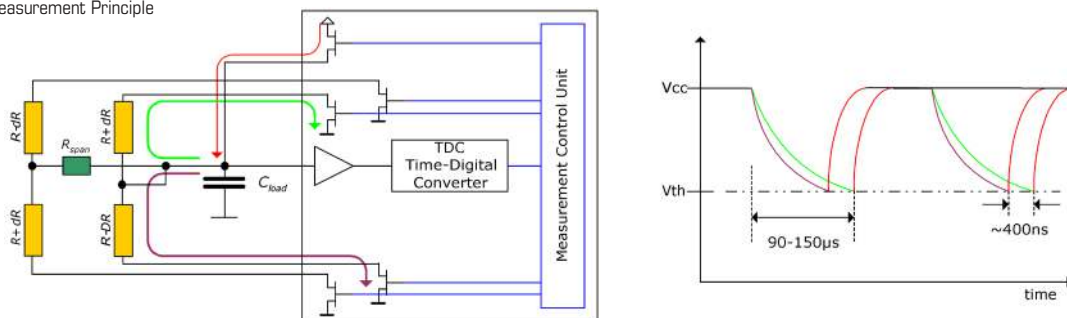 easurement Principle
R-dR
R+dR
Rspan
R+dR
R-DR
Cload
TDC
Time-Digital
Converter
Measurement Control Unit
Vcc
Vth
90-150µs
~400ns
time